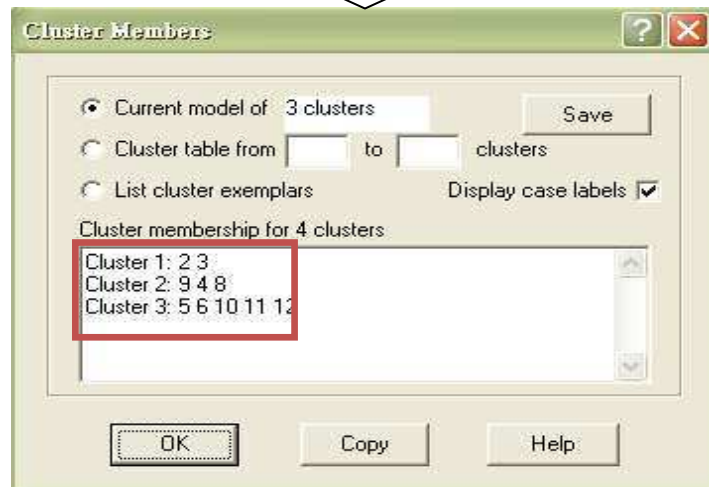 Cluster Members
Current model of 3 clusters
Save
Cluster table from to clusters
List cluster exemplars Display case labels
Cluster membership for 4 clusters
Cluster 1: 2 3
Cluster 2: 9 4 8
Cluster 3: 5 6 10 11 12
OK Copy Help